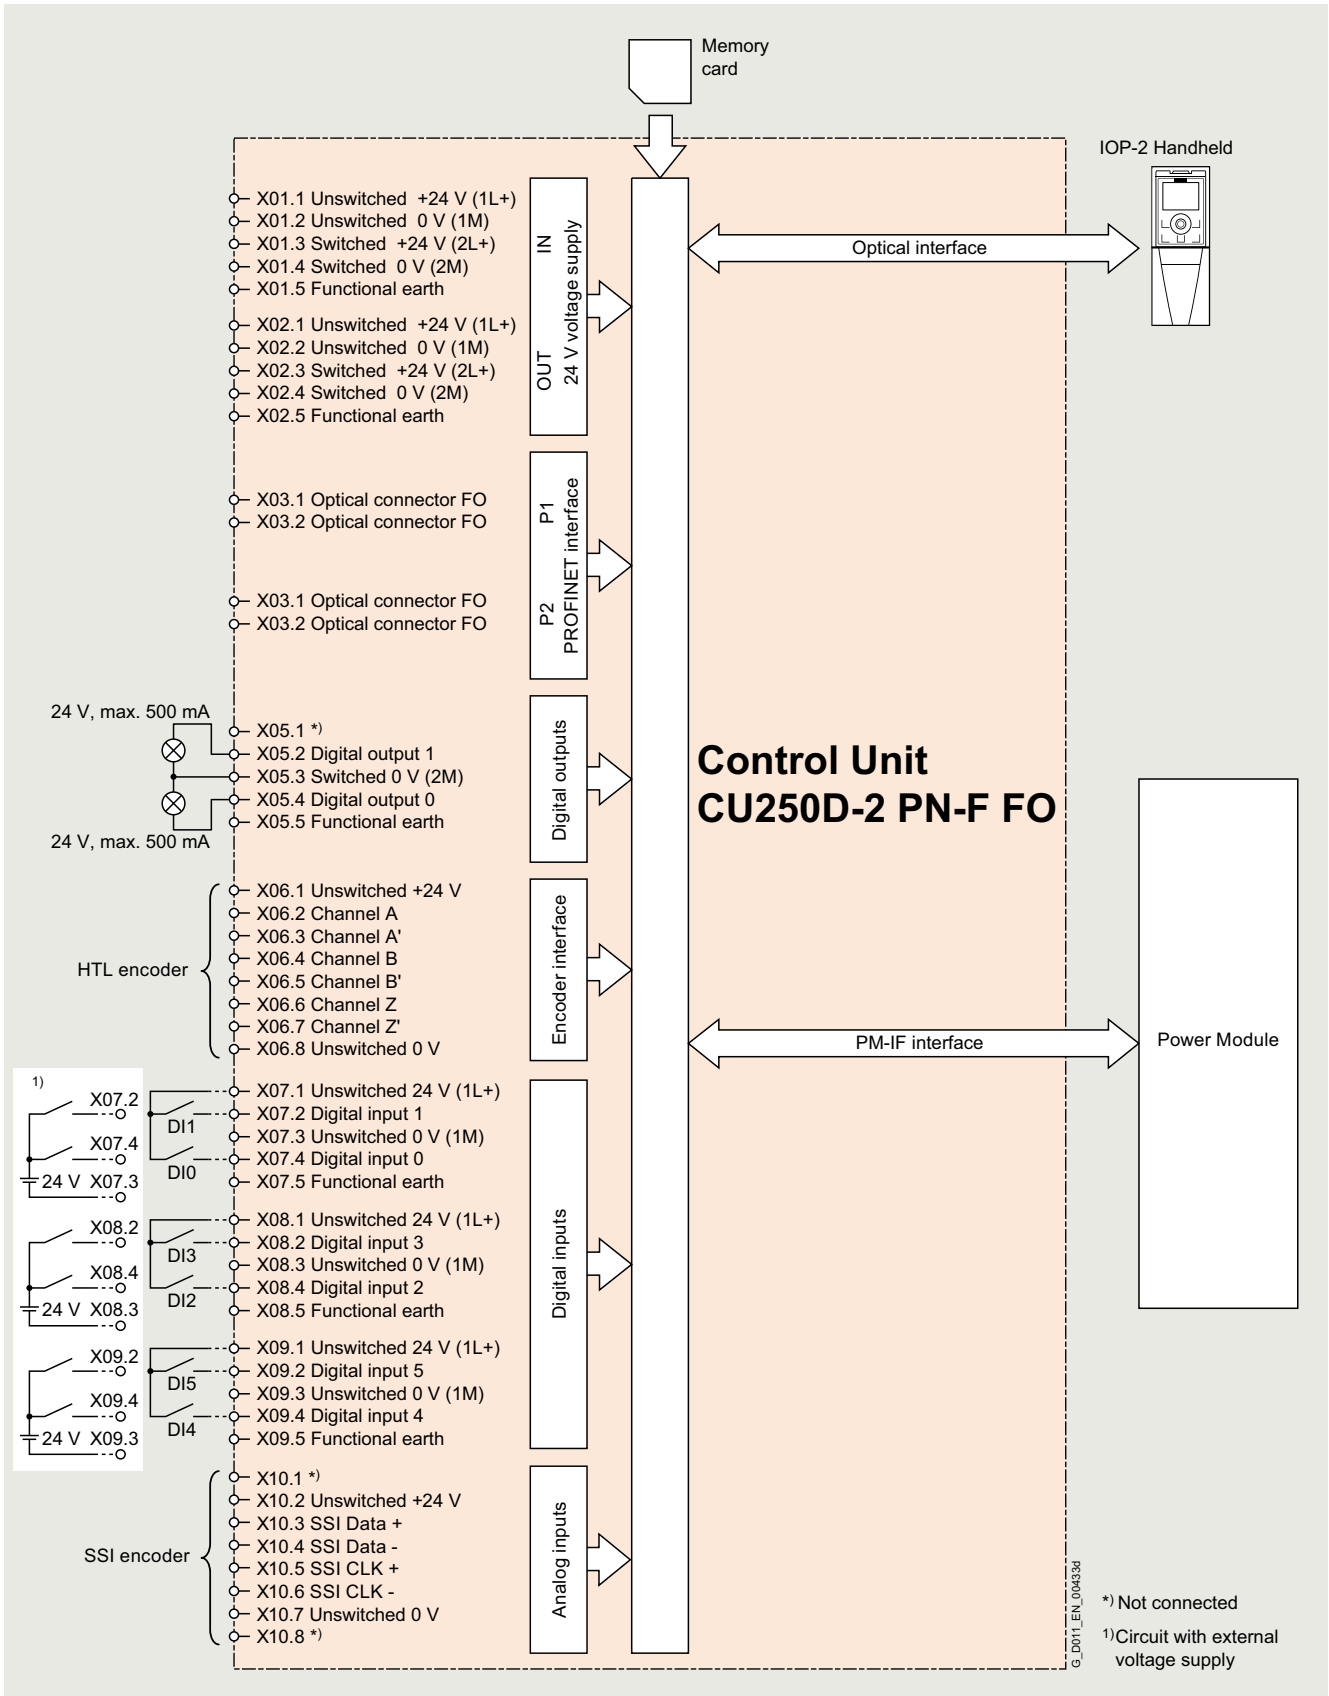 Memory
card
IOP-2 Handheld
X01.1 Unswitched +24 V (1L+)
X01.2 Unswitched 0 V (1M)
X01.3 Switched +24 V (2L+)
X01.4 Switched 0 V (2M)
X01.5 Functional earth
X02.1 Unswitched +24 V (1L+)
X02.2 Unswitched 0 V (1M)
X02.3 Switched +24 V (2L+)
X02.4 Switched 0 V (2M)
X02.5 Functional earth
OUT IN
24 V voltage supply
Optical interface
X03.1 Optical connector FO
X03.2 Optical connector FO
X03.1 Optical connector FO
X03.2 Optical connector FO
P2 P1
PROFINET interface
24 V, max. 500 mA
X05.1 *)
X05.2 Digital output 1
X05.3 Switched 0 V (2M)
X05.4 Digital output 0
X05.5 Functional earth
24 V, max. 500 mA
Digital outputs
Control Unit
CU250D-2 PN-F FO
HTL encoder
X06.1 Unswitched +24 V
X06.2 Channel A
X06.3 Channel A'
X06.4 Channel B
X06.5 Channel B'
X06.6 Channel Z
X06.7 Channel Z'
X06.8 Unswitched 0 V
Encoder interface
PM-IF interface
Power Module
1)
X07.2
X07.4
24 V X07.3
DI1
DI0
X07.1 Unswitched 24 V (1L+)
X07.2 Digital input 1
X07.3 Unswitched 0 V (1M)
X07.4 Digital input 0
X07.5 Functional earth
X08.2
X08.4
24 V X08.3
DI3
DI2
X08.1 Unswitched 24 V (1L+)
X08.2 Digital input 3
X08.3 Unswitched 0 V (1M)
X08.4 Digital input 2
X08.5 Functional earth
Digital inputs
X09.2
X09.4
24 V X09.3
DI5
DI4
X09.1 Unswitched 24 V (1L+)
X09.2 Digital input 5
X09.3 Unswitched 0 V (1M)
X09.4 Digital input 4
X09.5 Functional earth
SSI encoder
X10.1 *)
X10.2 Unswitched +24 V
X10.3 SSI Data +
X10.4 SSI Data -
X10.5 SSI CLK +
X10.6 SSI CLK -
X10.7 Unswitched 0 V
X10.8 *)
Analog inputs
G_D011_EN_00433d
*) Not connected
1) Circuit with external
voltage supply